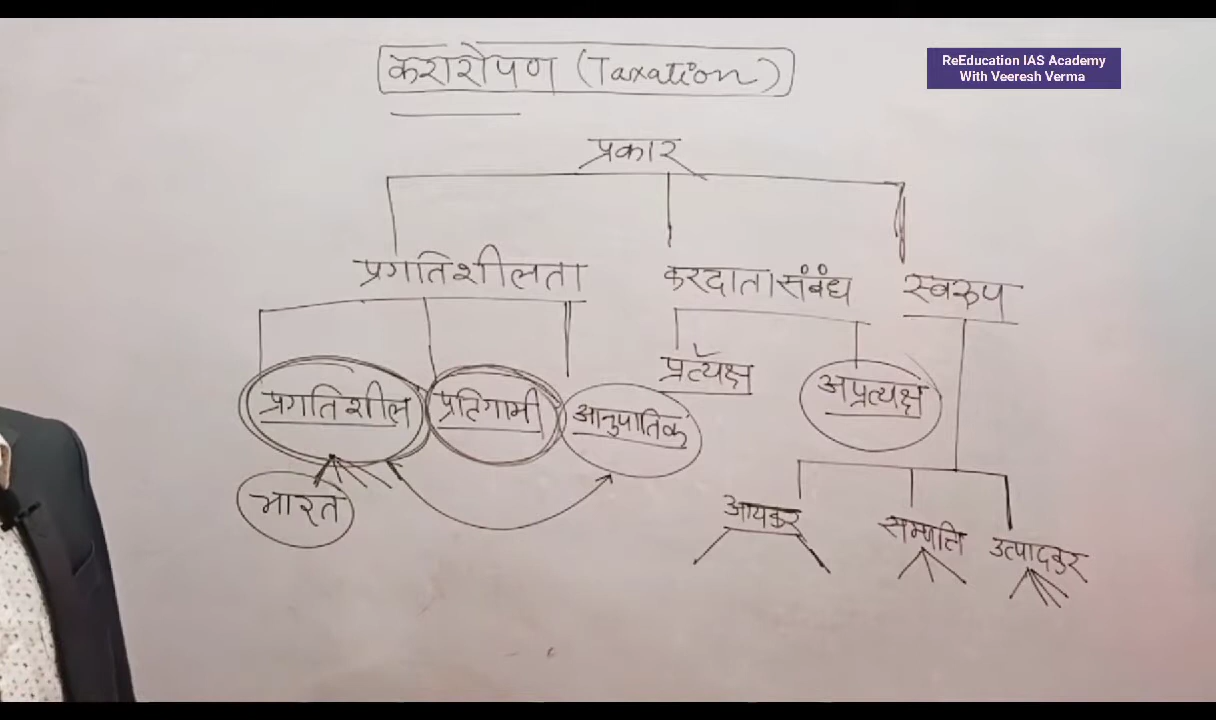 करारोपण (Taxation)
ReEducation IAS Academy
With Veeresh Verma
प्रकार
प्रगतिशीलता
करदाता संबंध
स्वरूप
प्रगतिशील
प्रतिगामी
आनुपातिक
प्रत्यक्ष
अप्रत्यक्ष
भारत
आयकर
सम्पत्ति
उत्पादकर